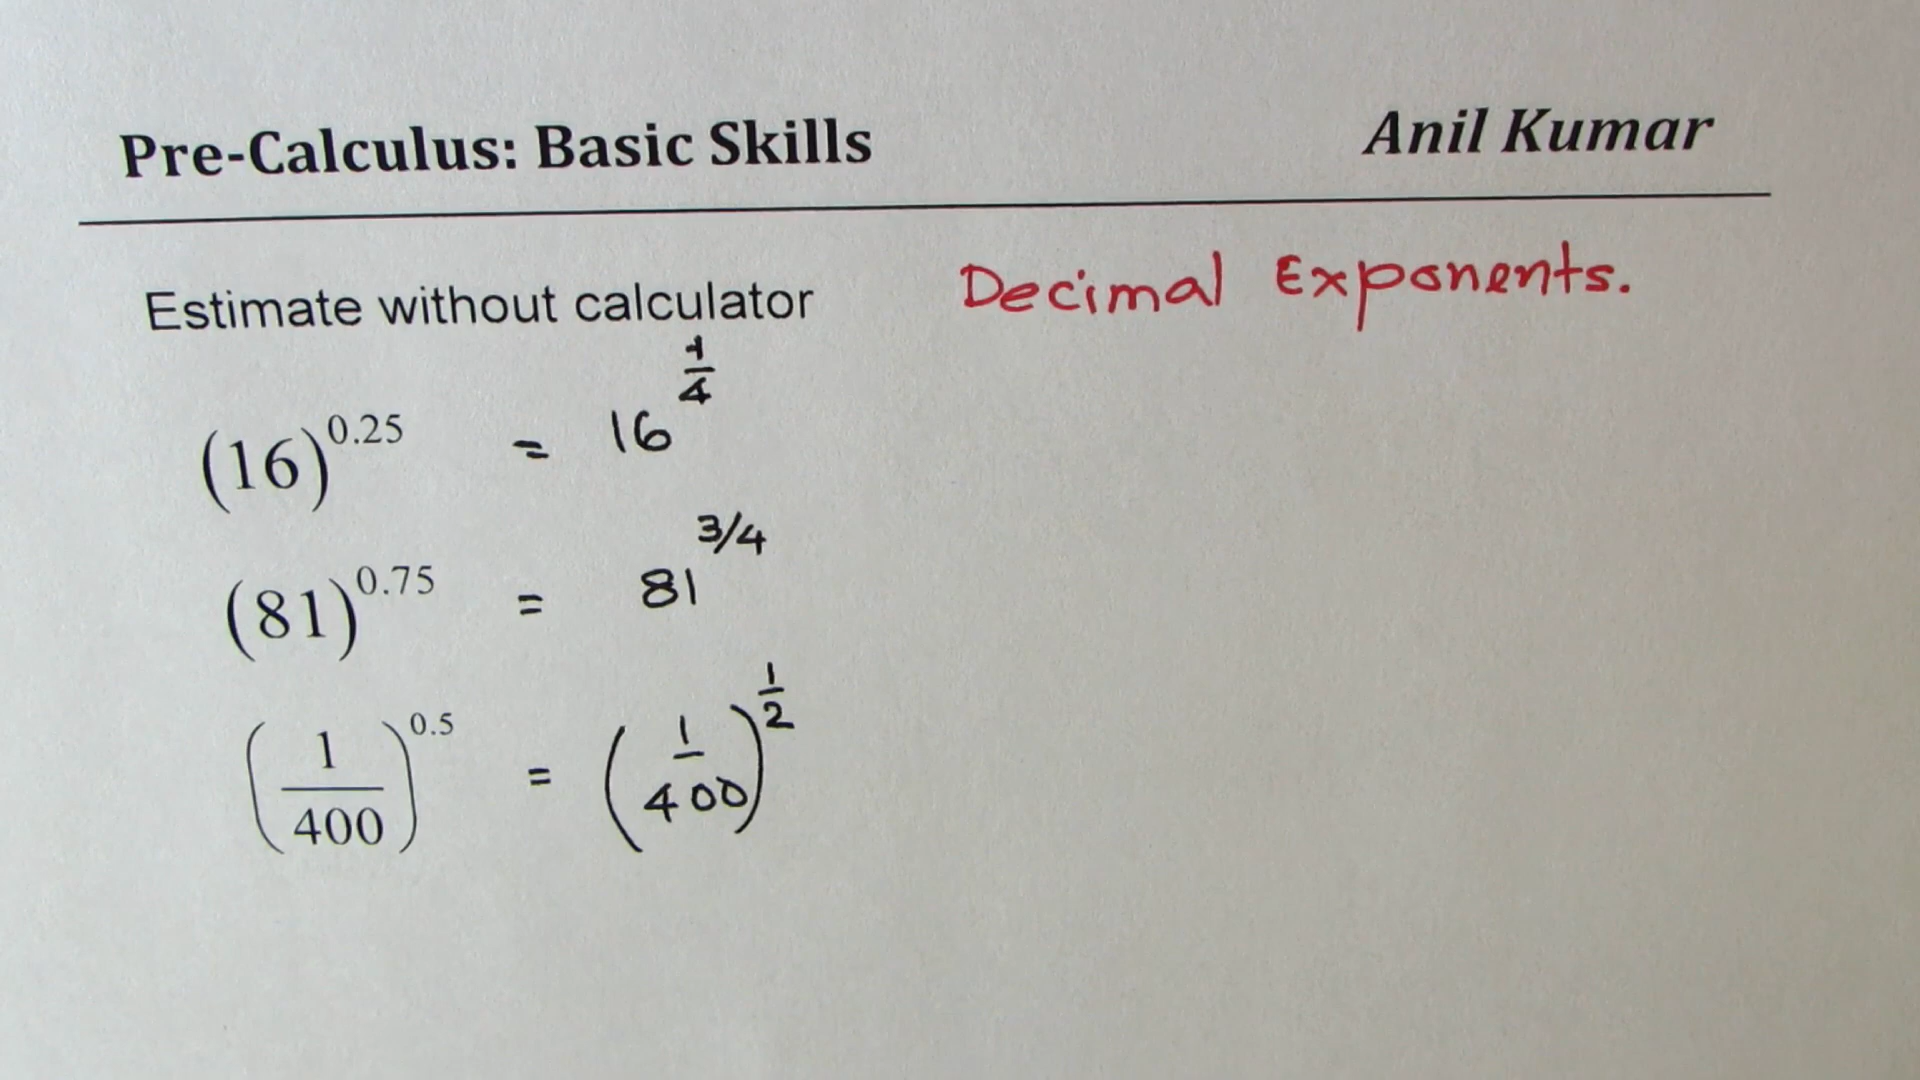 Pre-Calculus: Basic Skills Anil Kumar
Estimate without calculator Decimal Exponents.
(16)^0.25 = 16^1/4
(81)^0.75 = 81^3/4
(1/400)^0.5 = (1/400)^1/2